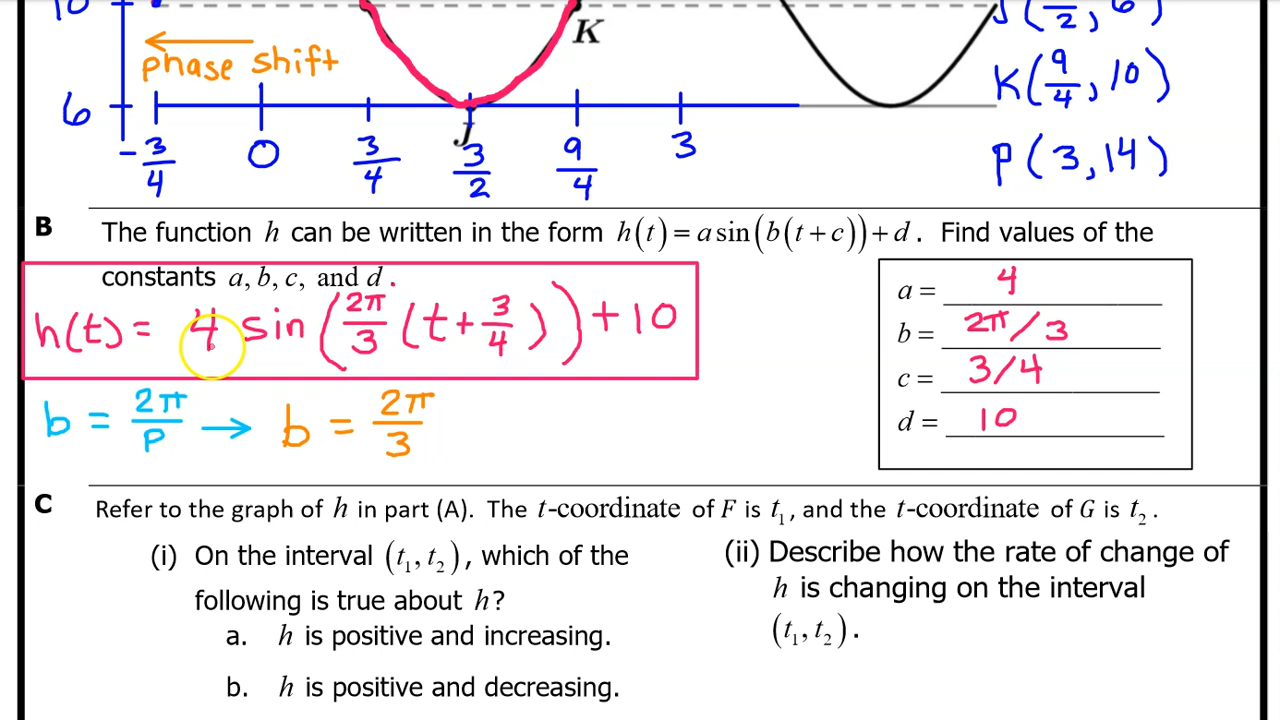 10
K
J (_/2, 6)
phase shift
K (9/4, 10)
6
J
-3/4 0 3/4 3/2 9/4 3
P (3, 14)
B The function h can be written in the form h(t) = a sin(b(t + c)) + d. Find values of the
constants a, b, c, and d.
h(t) = 4 sin(2π/3 (t + 3/4)) + 10
a = 4
b = 2π/3
c = 3/4
d = 10
b = 2π/P → b = 2π/3
C Refer to the graph of h in part (A). The t-coordinate of F is t₁, and the t-coordinate of G is t₂.
(i) On the interval (t₁, t₂), which of the
following is true about h?
a. h is positive and increasing.
b. h is positive and decreasing.
(ii) Describe how the rate of change of
h is changing on the interval
(t₁, t₂).